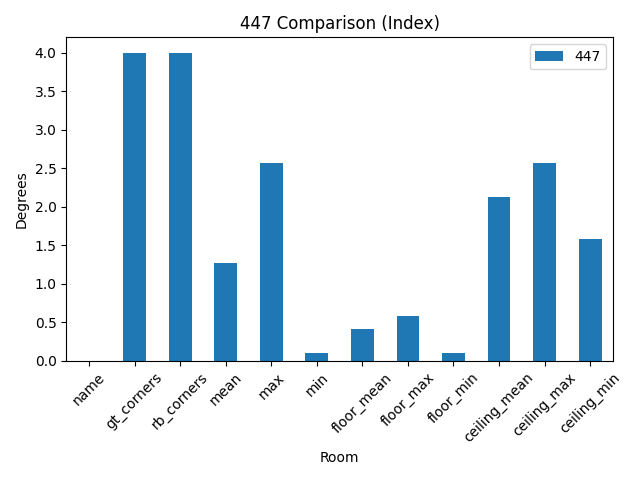 447 Comparison (Index)
447
Degrees
4.0
3.5
3.0
2.5
2.0
1.5
1.0
0.5
0.0
name
gt_corners
rb_corners
mean
max
min
floor_mean
floor_max
floor_min
ceiling_mean
ceiling_max
ceiling_min
Room